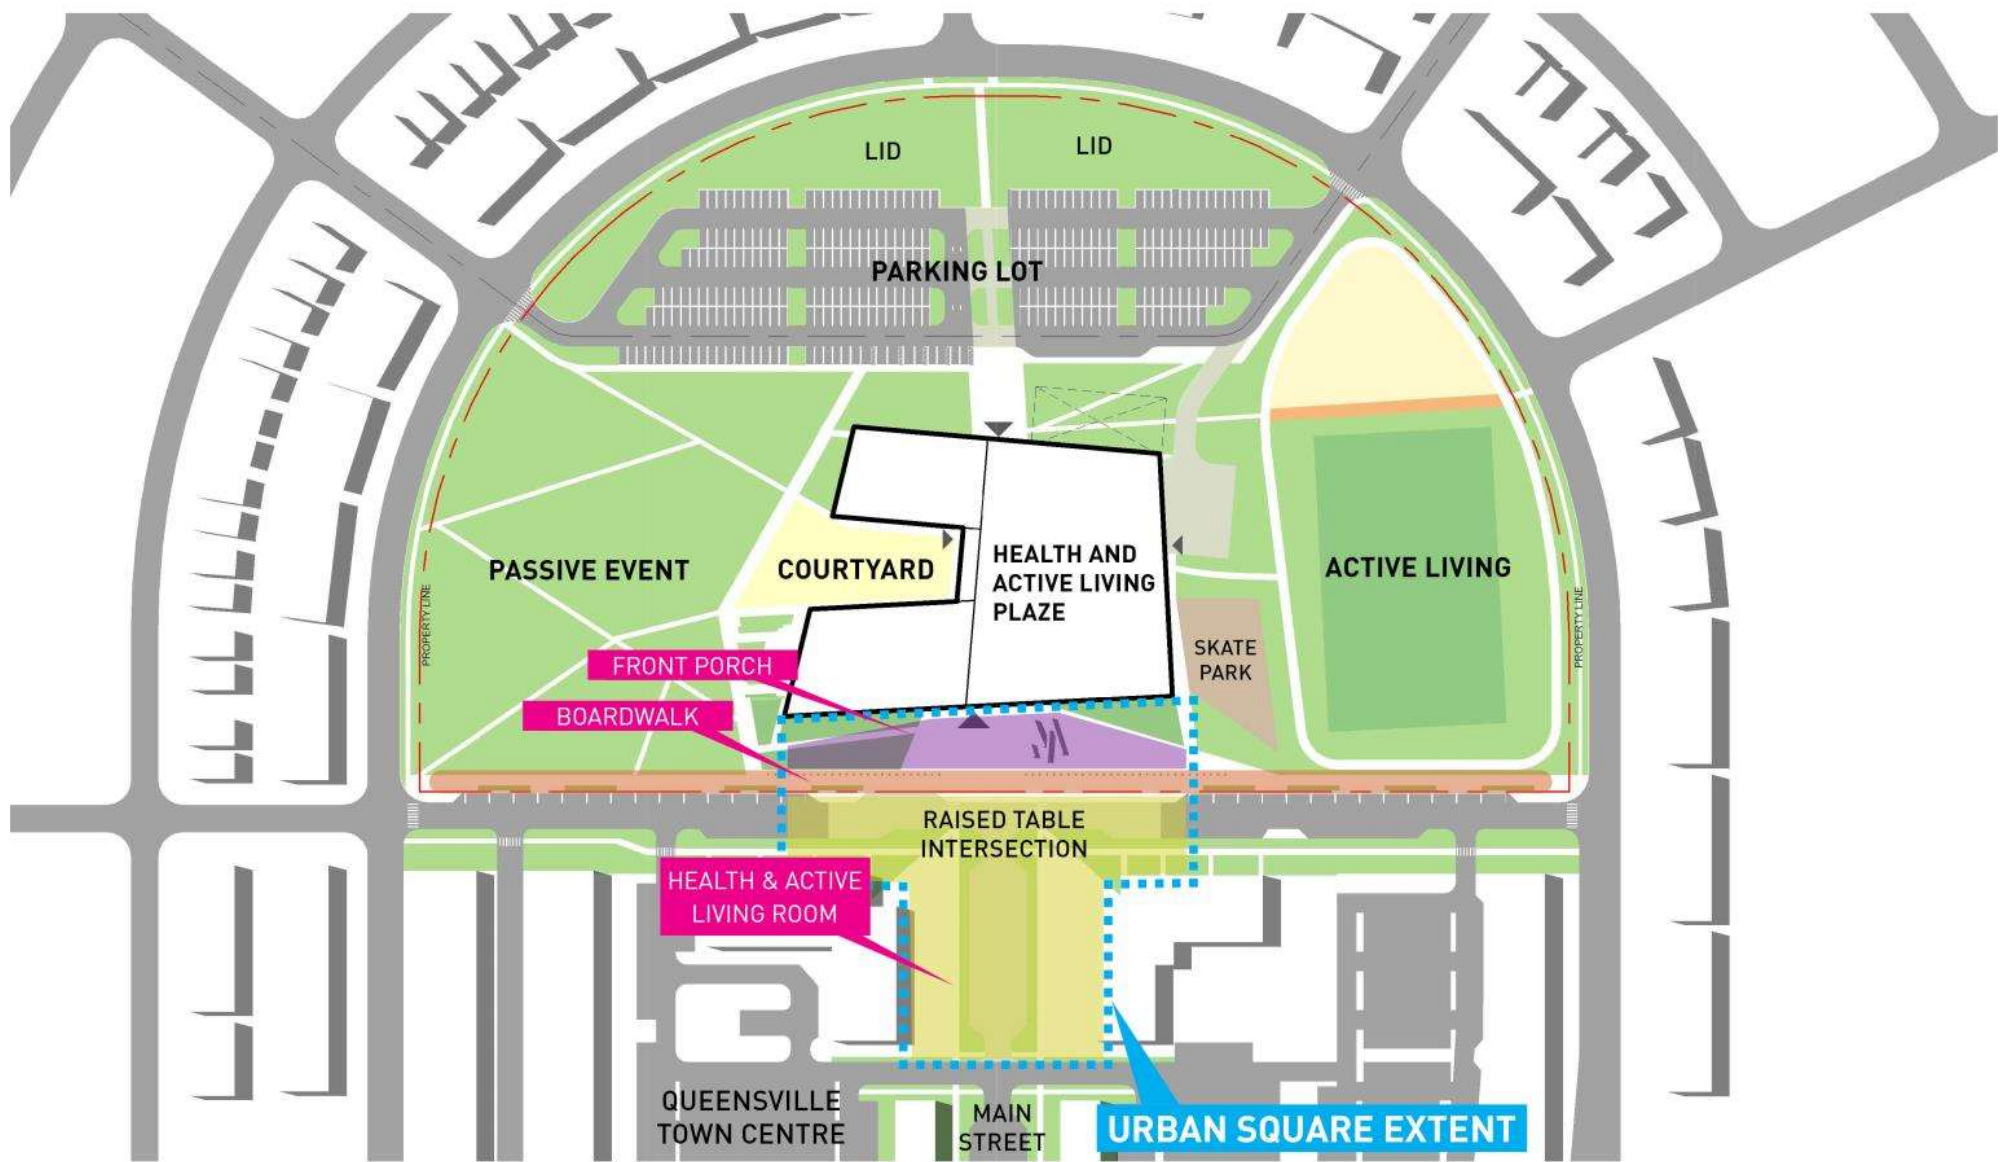 LID
LID
PARKING LOT
PASSIVE EVENT
COURTYARD
HEALTH AND
ACTIVE LIVING
PLAZE
ACTIVE LIVING
PROPERTY LINE
PROPERTY LINE
SKATE
PARK
FRONT PORCH
BOARDWALK
RAISED TABLE
INTERSECTION
HEALTH & ACTIVE
LIVING ROOM
QUEENSVILLE
TOWN CENTRE
MAIN
STREET
URBAN SQUARE EXTENT